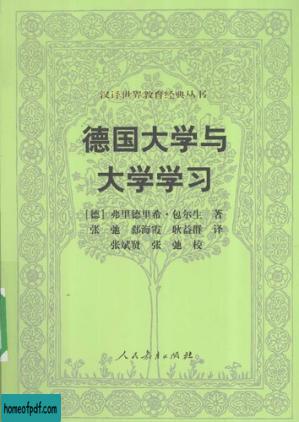 汉译世界教育经典丛书
德国大学与
大学学习
[德] 弗里德里希·包尔生 著
张 弛 郄海霞 耿益群 译
张斌贤 张 弛 校
人民教育出版社
homeofpdf.com